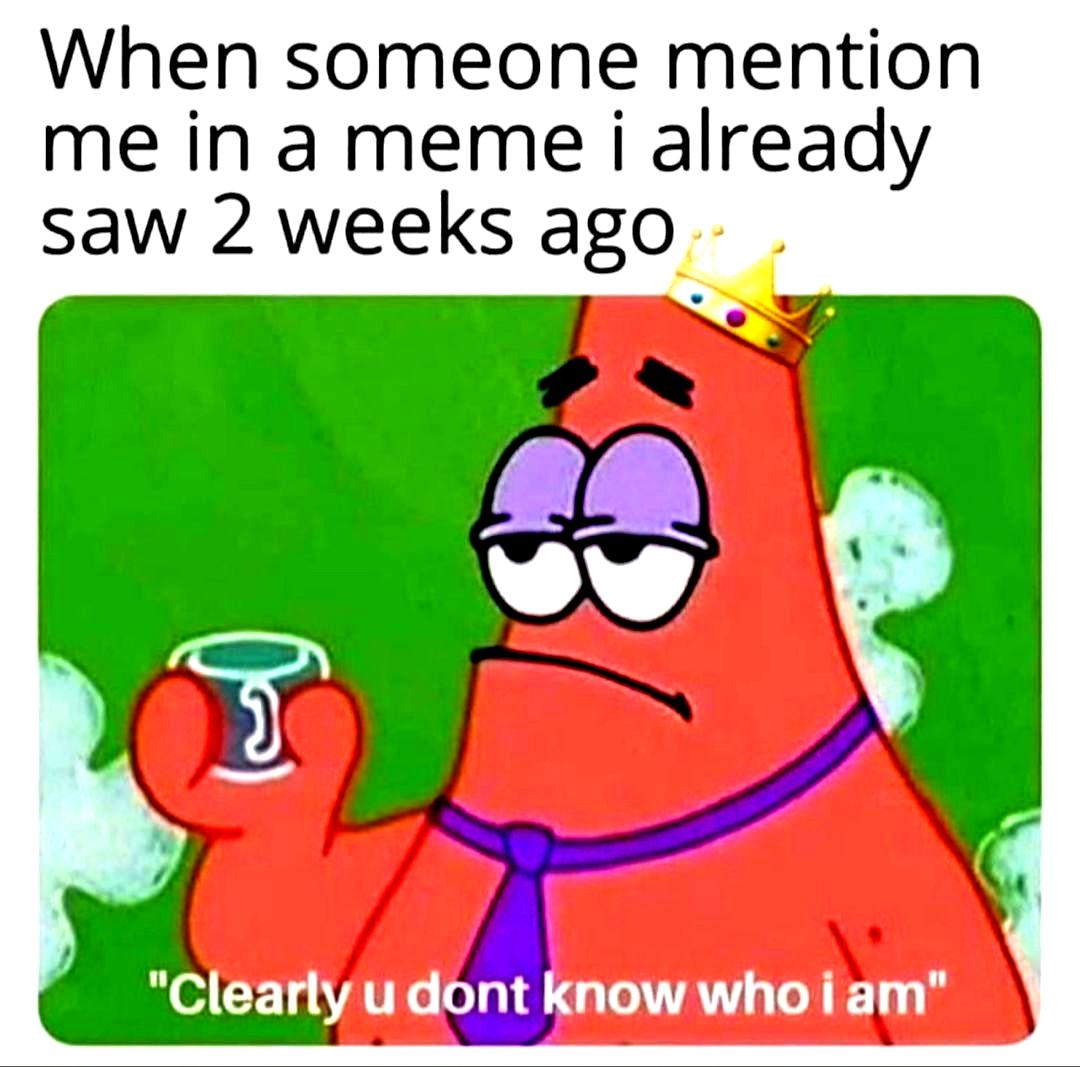 When someone mention
me in a meme i already
saw 2 weeks ago
"Clearly u dont know who i am"